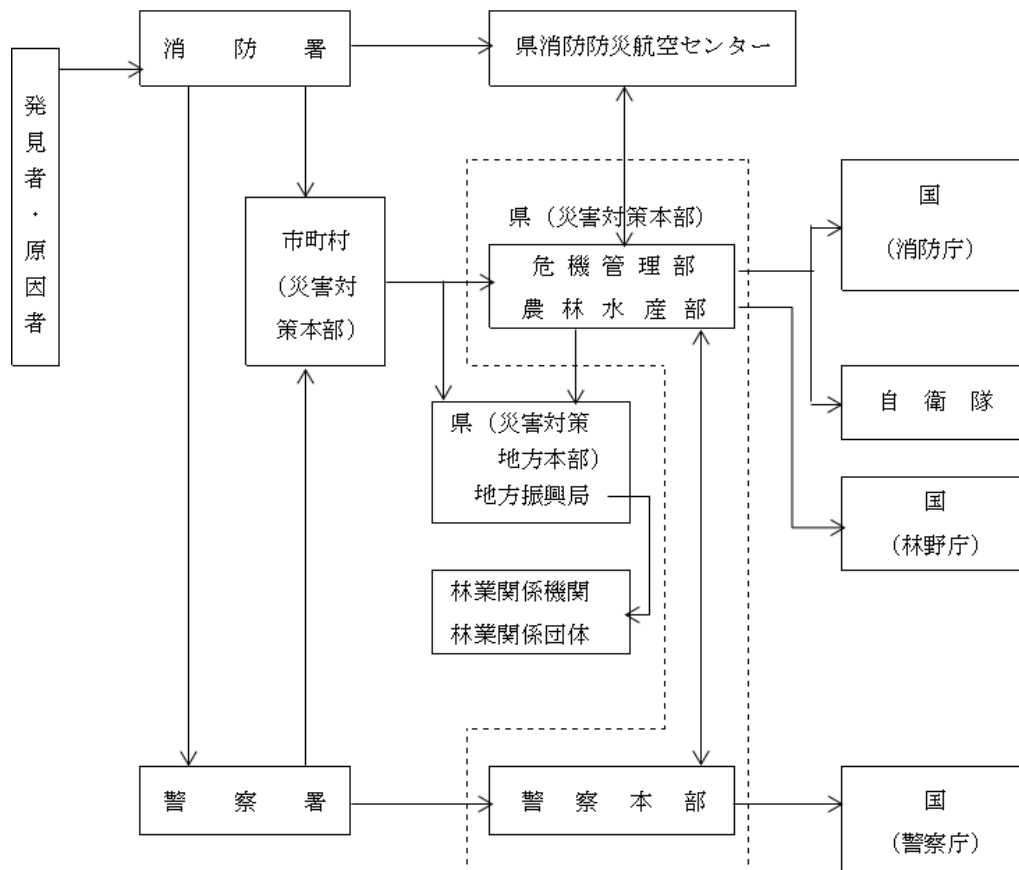 消防署
県消防防災航空センター
発見者・原因者
市町村
(災害対
策本部)
県(災害対策本部)
危機管理部
農林水産部
国
(消防庁)
自衛隊
県(災害対策
地方本部)
地方振興局
国
(林野庁)
林業関係機関
林業関係団体
警察署
警察本部
国
(警察庁)